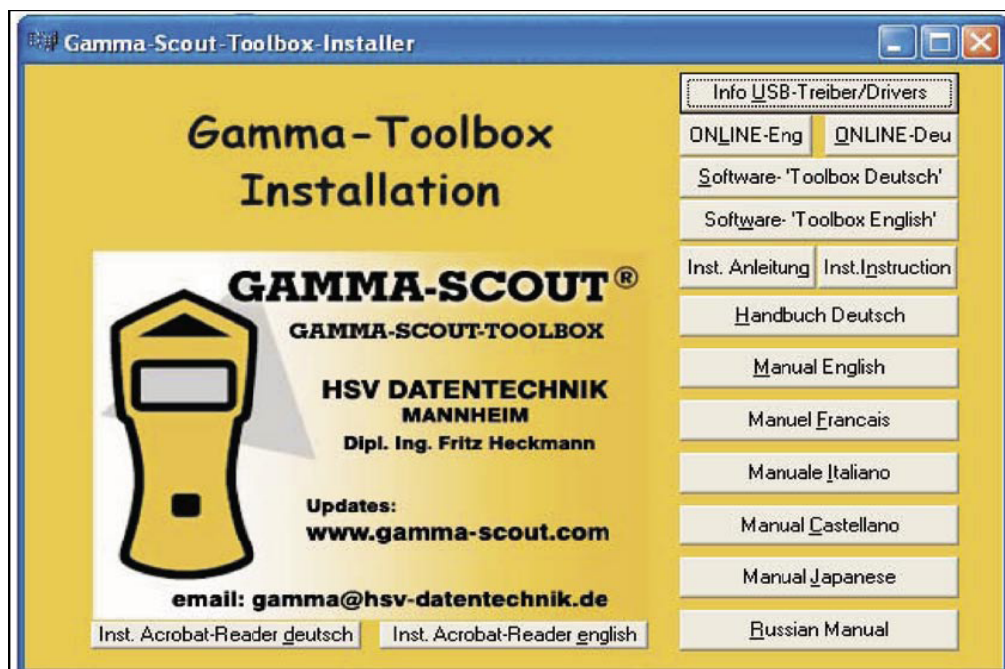 Gamma-Scout-Toolbox-Installer
Gamma-Toolbox
Installation
GAMMA-SCOUT®
GAMMA-SCOUT-TOOLBOX
HSV DATENTECHNIK
MANNHEIM
Dipl. Ing. Fritz Heckmann
Updates:
www.gamma-scout.com
email: gamma@hsv-datentechnik.de
Inst. Acrobat-Reader deutsch
Inst. Acrobat-Reader english
Info USB-Treiber/Drivers
ONLINE-Eng
ONLINE-Deu
Software- 'Toolbox Deutsch'
Software- 'Toolbox English'
Inst. Anleitung
Inst.Instruction
Handbuch Deutsch
Manual English
Manuel Francais
Manuale Italiano
Manual Castellano
Manual Japanese
Russian Manual